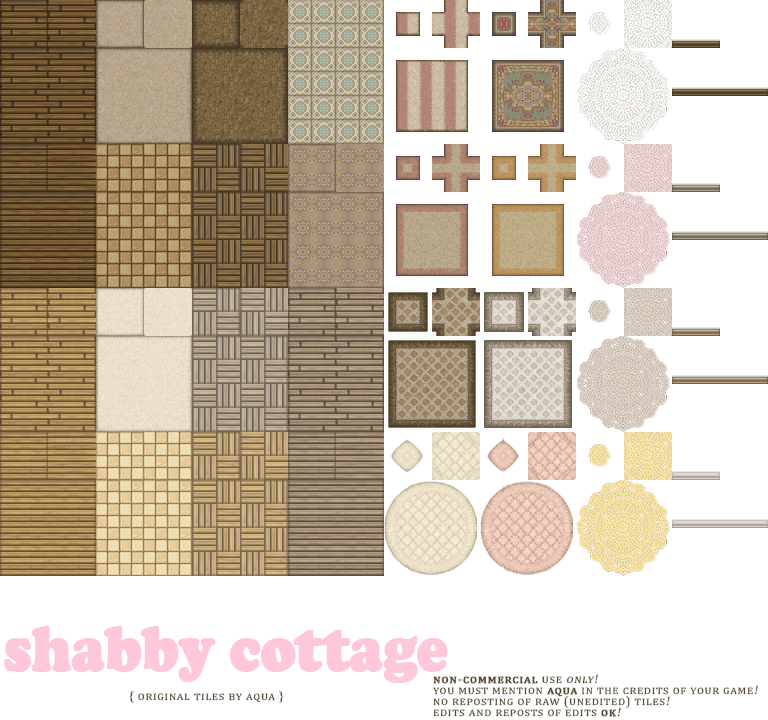 shabby cottage
{ ORIGINAL TILES BY AQUA }
NON-COMMERCIAL USE ONLY!
YOU MUST MENTION AQUA IN THE CREDITS OF YOUR GAME!
NO REPOSTING OF RAW (UNEDITED) TILES!
EDITS AND REPOSTS OF EDITS OK!